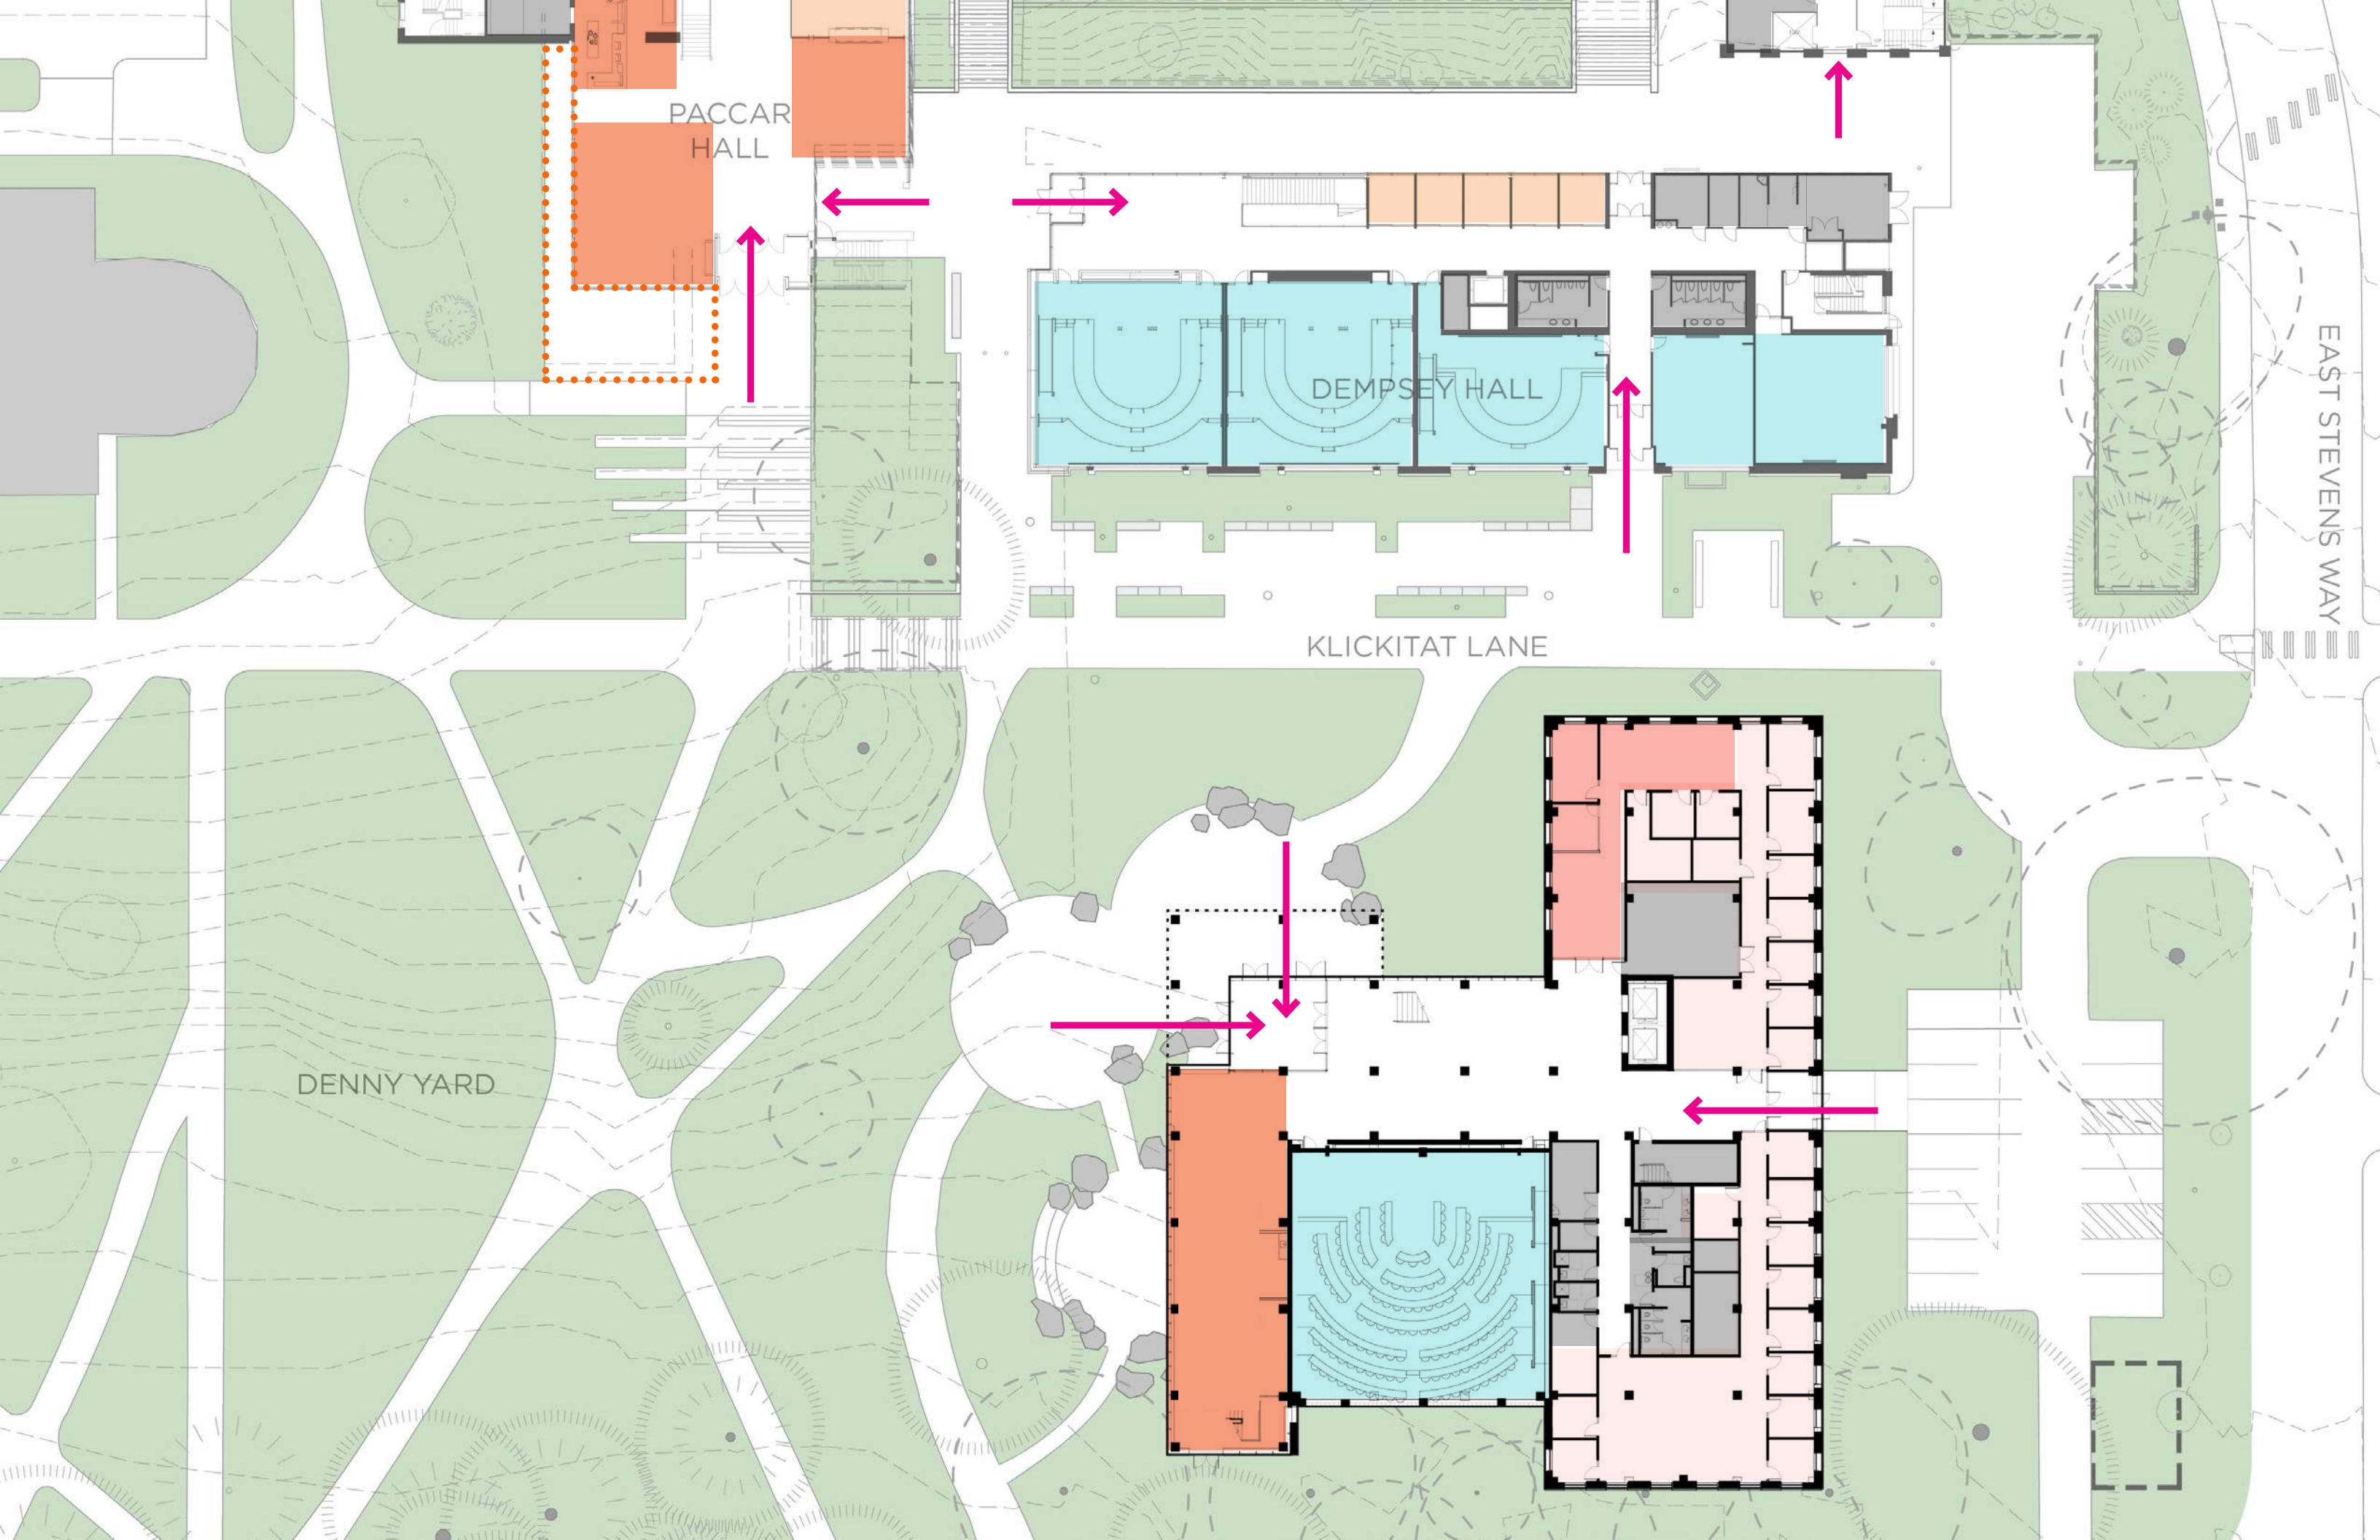 PACCAR
HALL
DEMPSEY HALL
EAST STEVENS WAY
KLICKITAT LANE
DENNY YARD